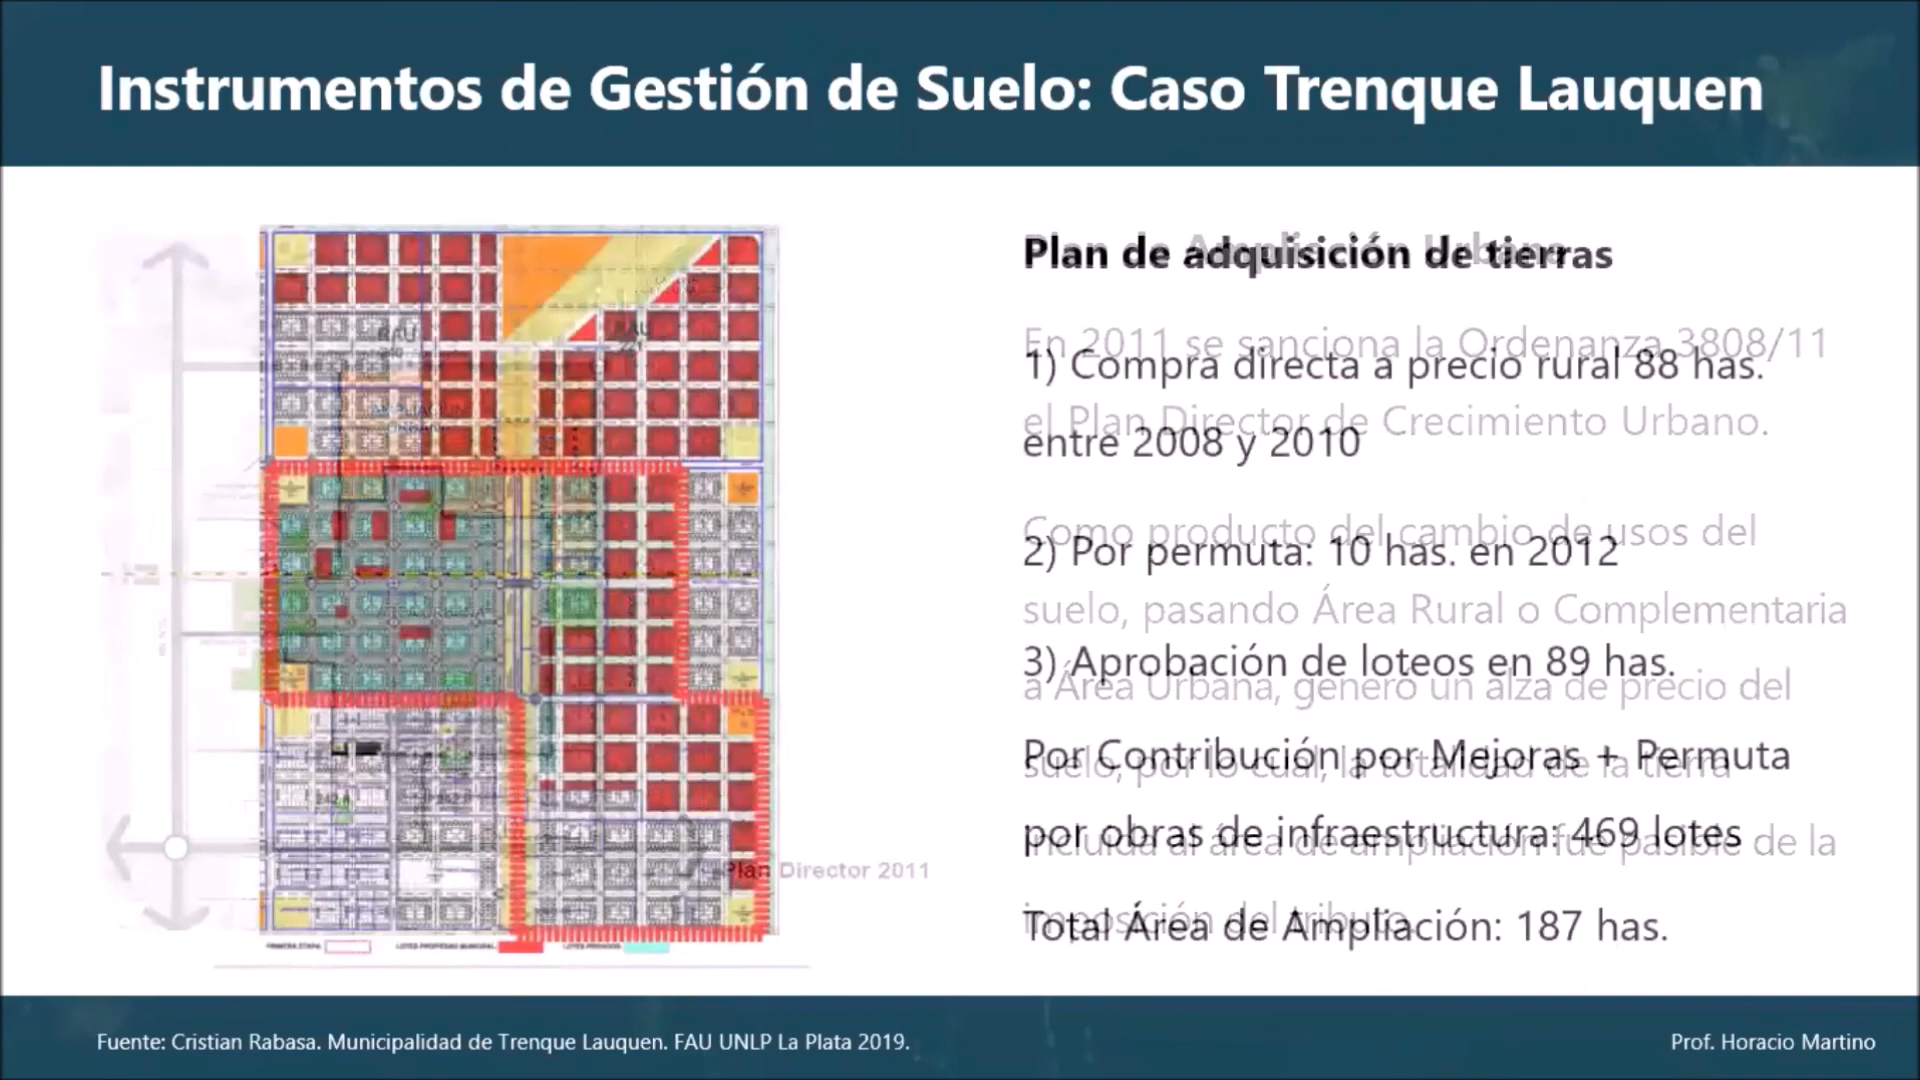 Instrumentos de Gestión de Suelo: Caso Trenque Lauquen
Plan de adquisición de tierras
1) Compra directa a precio rural 88 has.
entre 2008 y 2010
2) Por permuta: 10 has. en 2012
3) Aprobación de loteos en 89 has.
Por Contribución por Mejoras + Permuta
por obras de infraestructura: 469 lotes
Total Área de Ampliación: 187 has.
Plan de Ampliación Urbana
En 2011 se sanciona la Ordenanza 3808/11
el Plan Director de Crecimiento Urbano.
Como producto del cambio de usos del
suelo, pasando Área Rural o Complementaria
a Área Urbana, generó un alza de precio del
suelo, por lo cual, la totalidad de la tierra
incluida al área de ampliación fue pasible de la
imposición del tributo.
Plan Director 2011
PRIMERA ETAPA
LOTES PROPIEDAD MUNICIPAL
LOTES PRIVADOS
Fuente: Cristian Rabasa. Municipalidad de Trenque Lauquen. FAU UNLP La Plata 2019.
Prof. Horacio Martino